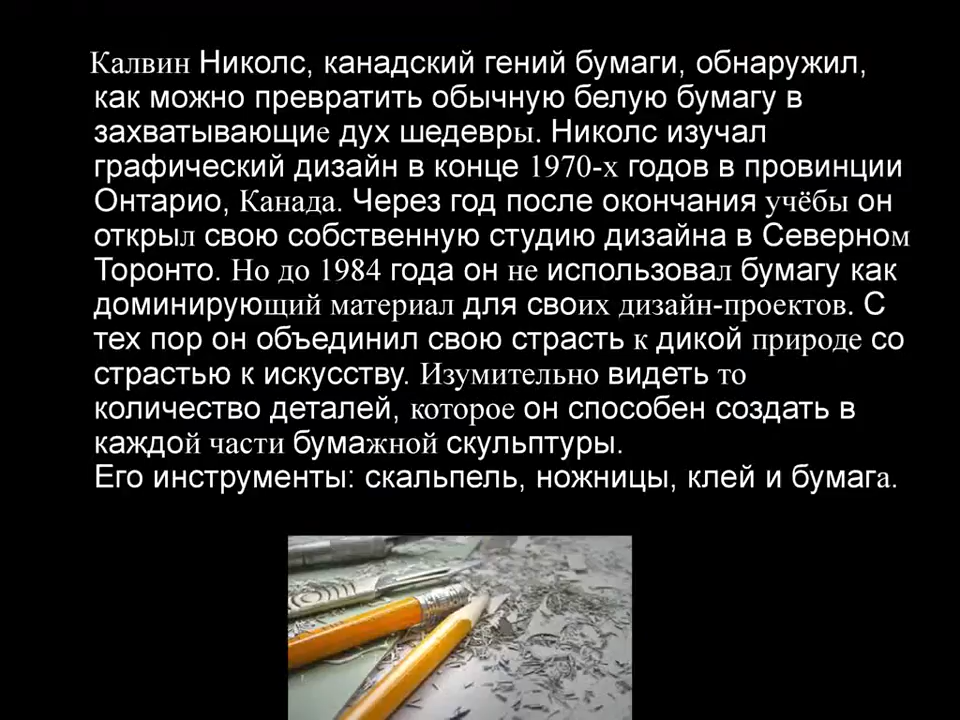 Калвин Николс, канадский гений бумаги, обнаружил,
как можно превратить обычную белую бумагу в
захватывающие дух шедевры. Николс изучал
графический дизайн в конце 1970-х годов в провинции
Онтарио, Канада. Через год после окончания учёбы он
открыл свою собственную студию дизайна в Северном
Торонто. Но до 1984 года он не использовал бумагу как
доминирующий материал для своих дизайн-проектов. С
тех пор он объединил свою страсть к дикой природе со
страстью к искусству. Изумительно видеть то
количество деталей, которое он способен создать в
каждой части бумажной скульптуры.
Его инструменты: скальпель, ножницы, клей и бумага.